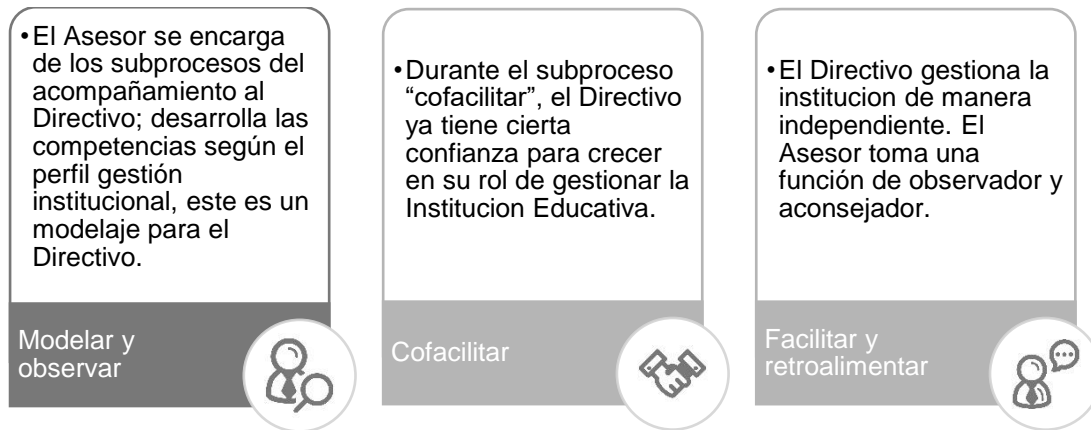 •El Asesor se encarga
de los subprocesos del
acompañamiento al
Directivo; desarrolla las
competencias según el
perfil gestión
institucional, este es un
modelaje para el
Directivo.
Modelar y
observar
•Durante el subproceso
“cofacilitar”, el Directivo
ya tiene cierta
confianza para crecer
en su rol de gestionar la
Institucion Educativa.
Cofacilitar
•El Directivo gestiona la
institucion de manera
independiente. El
Asesor toma una
función de observador y
aconsejador.
Facilitar y
retroalimentar